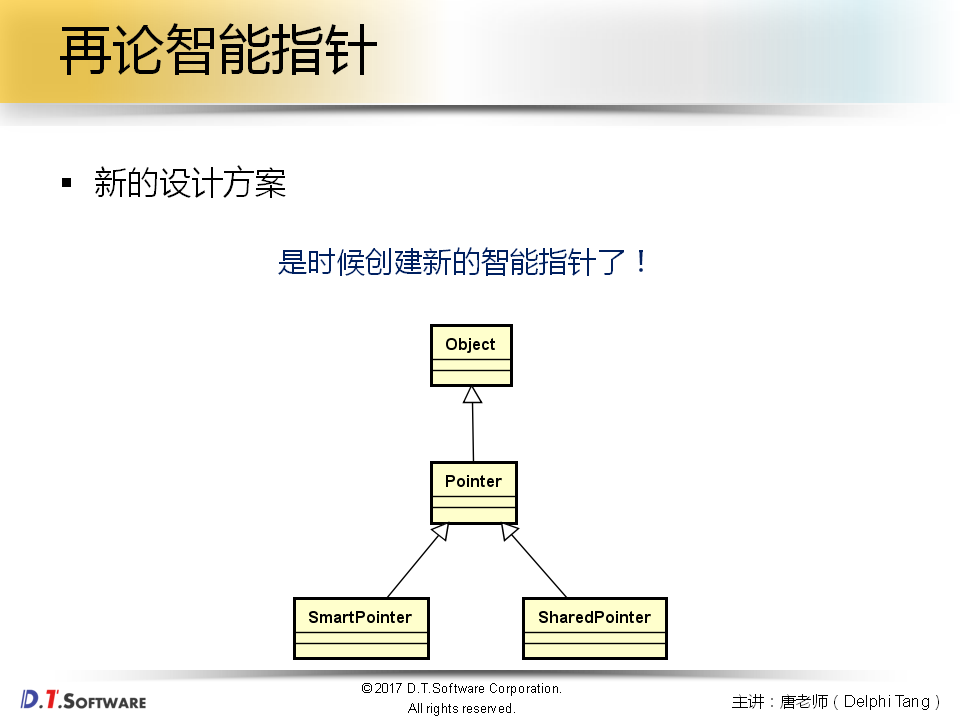 再论智能指针
▪ 新的设计方案
是时候创建新的智能指针了！
Object
Pointer
SmartPointer
SharedPointer
D.T.SOFTWARE
©2017 D.T.Software Corporation.
All rights reserved.
主讲：唐老师（Delphi Tang）